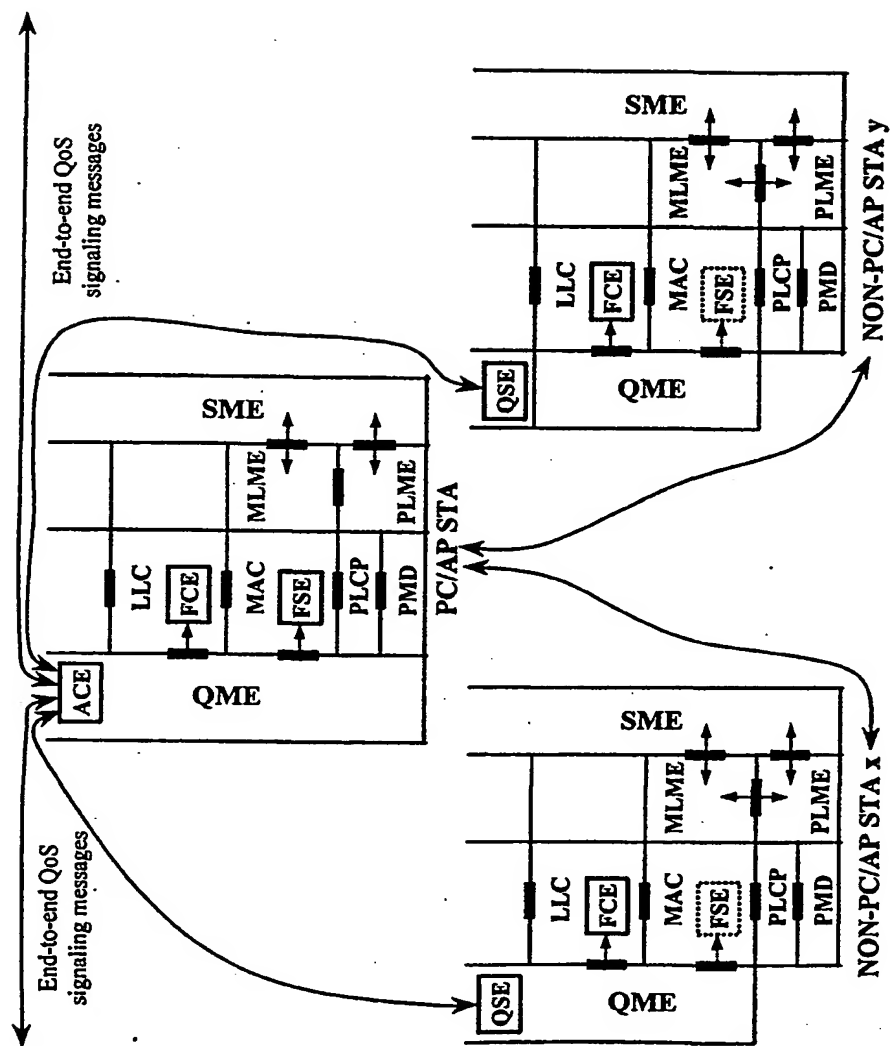 End-to-end QoS
signaling messages
End-to-end QoS
signaling messages
ACE
QME
LLC
FCE
MAC
FSE
PLCP
PMD
SME
MLME
PLME
PC/AP STA
QSE
QME
LLC
FCE
MAC
FSE
PLCP
PMD
SME
MLME
PLME
NON-PC/AP STA x
QSE
QME
LLC
FCE
MAC
FSE
PLCP
PMD
SME
MLME
PLME
NON-PC/AP STA y